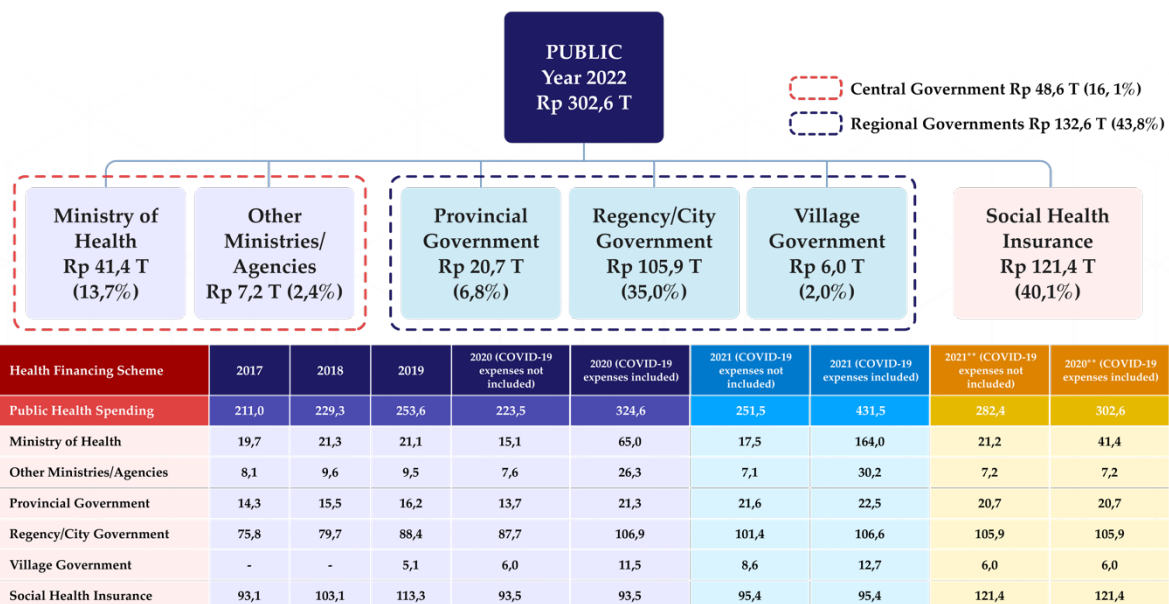 PUBLIC
Year 2022
Rp 302,6 T
Central Government Rp 48,6 T (16, 1%)
Regional Governments Rp 132,6 T (43,8%)
Ministry of
Health
Rp 41,4 T
(13,7%)
Other
Ministries/
Agencies
Rp 7,2 T (2,4%)
Provincial
Government
Rp 20,7 T
(6,8%)
Regency/City
Government
Rp 105,9 T
(35,0%)
Village
Government
Rp 6,0 T
(2,0%)
Social Health
Insurance
Rp 121,4 T
(40,1%)
Health Financing Scheme
2017
2018
2019
2020 (COVID-19
expenses not
included)
2020 (COVID-19
expenses included)
2021 (COVID-19
expenses not
included)
2021 (COVID-19
expenses included)
2021** (COVID-19
expenses not
included)
2020** (COVID-19
expenses included)
Public Health Spending 211,0 229,3 253,6 223,5 324,6 251,5 431,5 282,4 302,6
Ministry of Health 19,7 21,3 21,1 15,1 65,0 17,5 164,0 21,2 41,4
Other Ministries/Agencies 8,1 9,6 9,5 7,6 26,3 7,1 30,2 7,2 7,2
Provincial Government 14,3 15,5 16,2 13,7 21,3 21,6 22,5 20,7 20,7
Regency/City Government 75,8 79,7 88,4 87,7 106,9 101,4 106,6 105,9 105,9
Village Government - - 5,1 6,0 11,5 8,6 12,7 6,0 6,0
Social Health Insurance 93,1 103,1 113,3 93,5 93,5 95,4 95,4 121,4 121,4